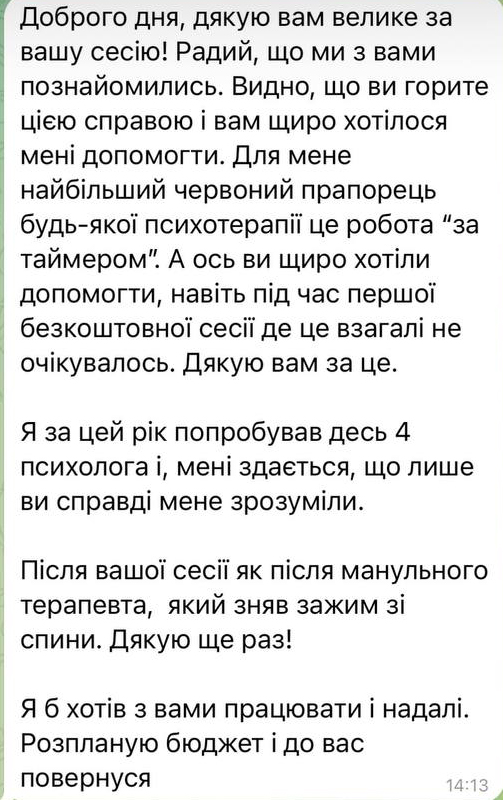 Доброго дня, дякую вам велике за
вашу сесію! Радий, що ми з вами
познайомились. Видно, що ви горите
цією справою і вам щиро хотілося
мені допомогти. Для мене
найбільший червоний прапорець
будь-якої психотерапії це робота “за
таймером”. А ось ви щиро хотіли
допомогти, навіть під час першої
безкоштовної сесії де це взагалі не
очікувалось. Дякую вам за це.
Я за цей рік попробував десь 4
психолога і, мені здається, що лише
ви справді мене зрозуміли.
Після вашої сесії як після манульного
терапевта, який зняв зажим зі
спини. Дякую ще раз!
Я б хотів з вами працювати і надалі.
Розпланую бюджет і до вас
повернуся
14:13